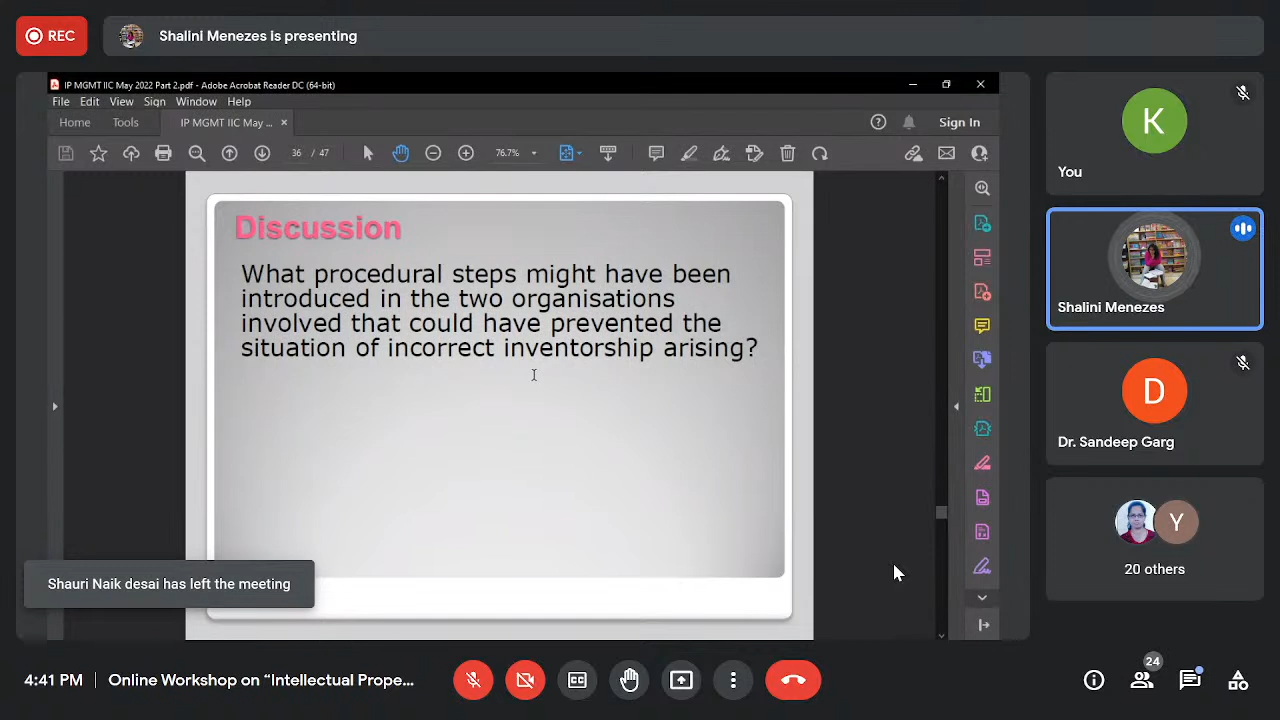 REC
Shalini Menezes is presenting
IP MGMT IIC May 2022 Part 2.pdf - Adobe Acrobat Reader DC (64-bit)
File Edit View Sign Window Help
Home Tools IP MGMT IIC May ... × Sign In
36 / 47 76.7%
Discussion
What procedural steps might have been
introduced in the two organisations
involved that could have prevented the
situation of incorrect inventorship arising?
Shauri Naik desai has left the meeting
K
You
Shalini Menezes
D
Dr. Sandeep Garg
Y
20 others
4:41 PM | Online Workshop on “Intellectual Prope...
24